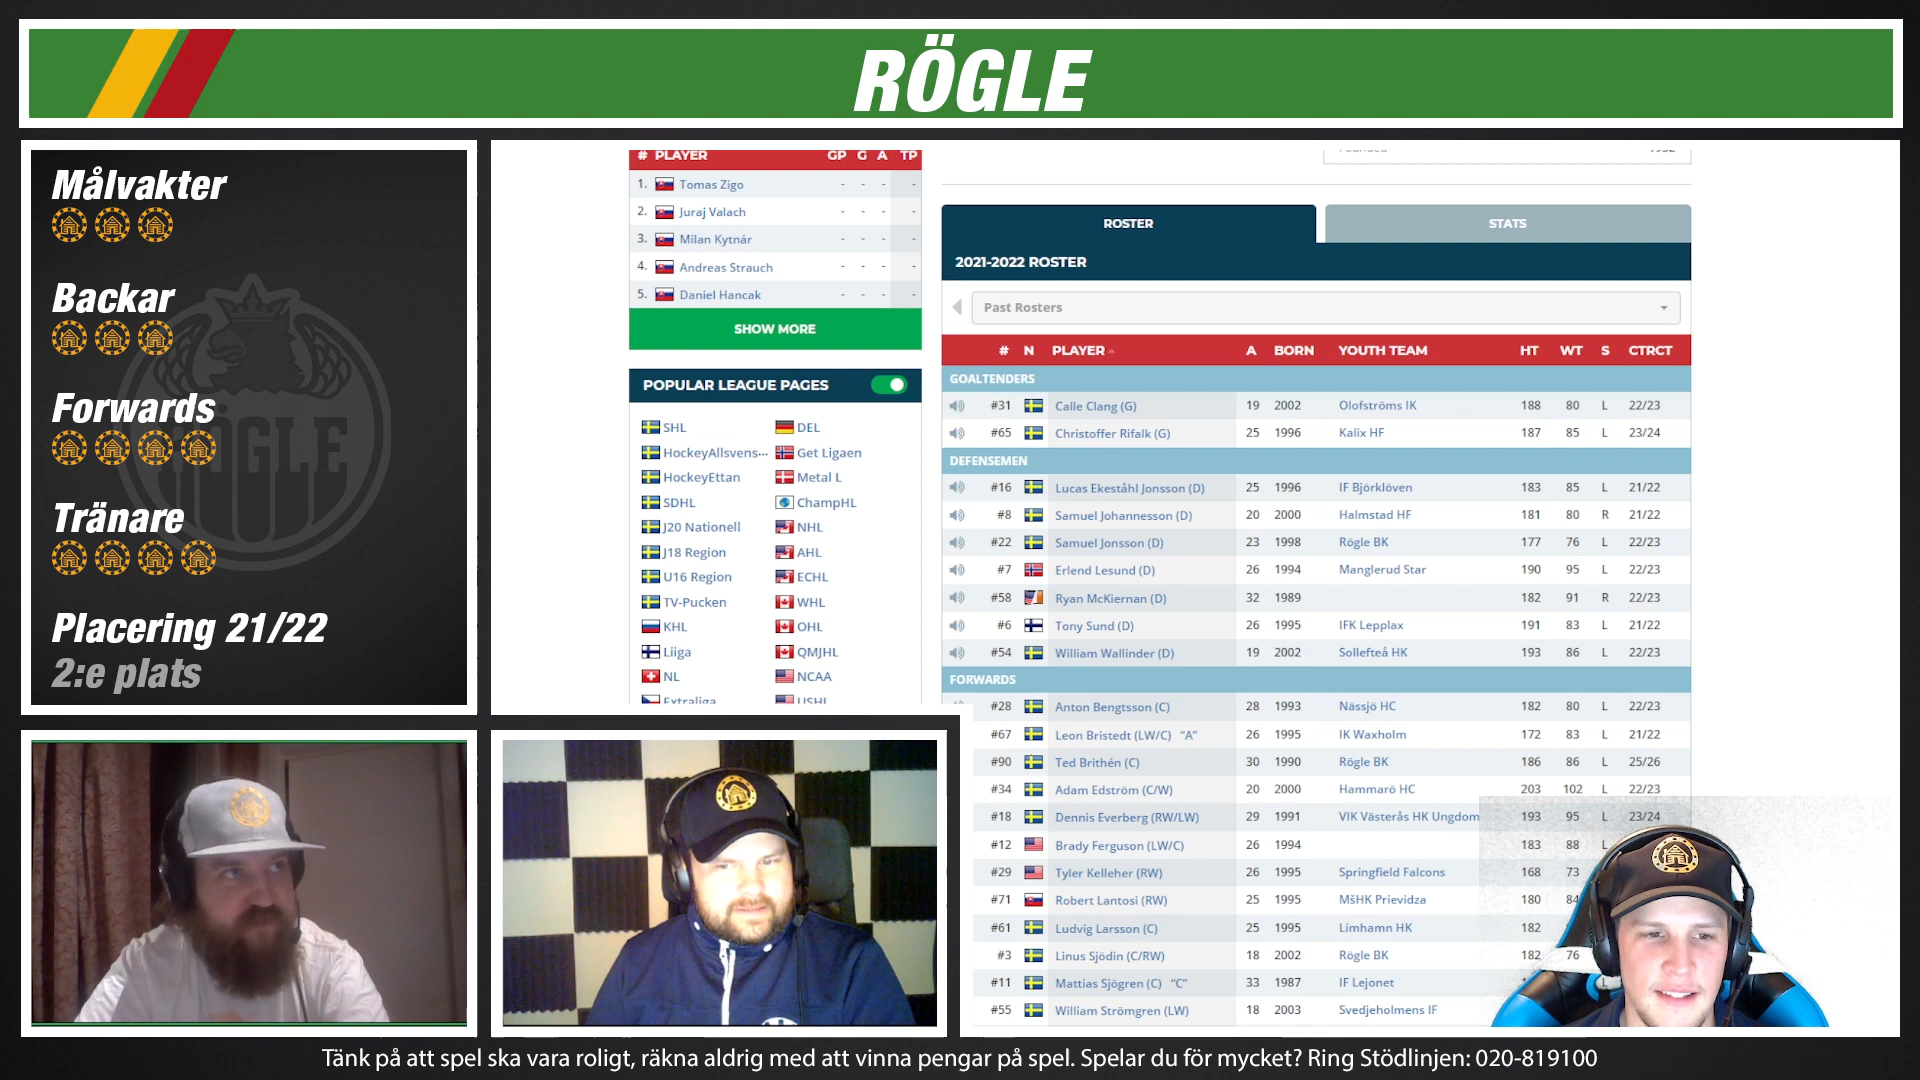 RÖGLE
Målvakter
Backar
Forwards
Tränare
Placering 21/22
2:e plats
RÖGLE
# PLAYER GP G A TP
1. Tomas Zigo - - - -
2. Juraj Valach - - - -
3. Milan Kytnár - - - -
4. Andreas Strauch - - - -
5. Daniel Hancak - - - -
SHOW MORE
POPULAR LEAGUE PAGES
SHL DEL
HockeyAllsvens... Get Ligaen
HockeyEttan Metal L
SDHL ChampHL
J20 Nationell NHL
J18 Region AHL
U16 Region ECHL
TV-Pucken WHL
KHL OHL
Liiga QMJHL
NL NCAA
Extraliga USHL
ROSTER STATS
2021-2022 ROSTER
Past Rosters
# N PLAYER A BORN YOUTH TEAM HT WT S CTRCT
GOALTENDERS
#31 Calle Clang (G) 19 2002 Olofströms IK 188 80 L 22/23
#65 Christoffer Rifalk (G) 25 1996 Kalix HF 187 85 L 23/24
DEFENSEMEN
#16 Lucas Ekeståhl Jonsson (D) 25 1996 IF Björklöven 183 85 L 21/22
#8 Samuel Johannesson (D) 20 2000 Halmstad HF 181 80 R 21/22
#22 Samuel Jonsson (D) 23 1998 Rögle BK 177 76 L 22/23
#7 Erlend Lesund (D) 26 1994 Manglerud Star 190 95 L 22/23
#58 Ryan McKiernan (D) 32 1989 182 91 R 22/23
#6 Tony Sund (D) 26 1995 IFK Lepplax 191 83 L 21/22
#54 William Wallinder (D) 19 2002 Sollefteå HK 193 86 L 22/23
FORWARDS
#28 Anton Bengtsson (C) 28 1993 Nässjö HC 182 80 L 22/23
#67 Leon Bristedt (LW/C) "A" 26 1995 IK Waxholm 172 83 L 21/22
#90 Ted Brithén (C) 30 1990 Rögle BK 186 86 L 25/26
#34 Adam Edström (C/W) 20 2000 Hammarö HC 203 102 L 22/23
#18 Dennis Everberg (RW/LW) 29 1991 VIK Västerås HK Ungdom 193 95 L 23/24
#12 Brady Ferguson (LW/C) 26 1994 183 88 L
#29 Tyler Kelleher (RW) 26 1995 Springfield Falcons 168 73
#71 Robert Lantosi (RW) 25 1995 MšHK Prievidza 180 84
#61 Ludvig Larsson (C) 25 1995 Limhamn HK 182
#3 Linus Sjödin (C/RW) 18 2002 Rögle BK 182 76
#11 Mattias Sjögren (C) "C" 33 1987 IF Lejonet
#55 William Strömgren (LW) 18 2003 Svedjeholmens IF
Tänk på att spel ska vara roligt, räkna aldrig med att vinna pengar på spel. Spelar du för mycket? Ring Stödlinjen: 020-819100